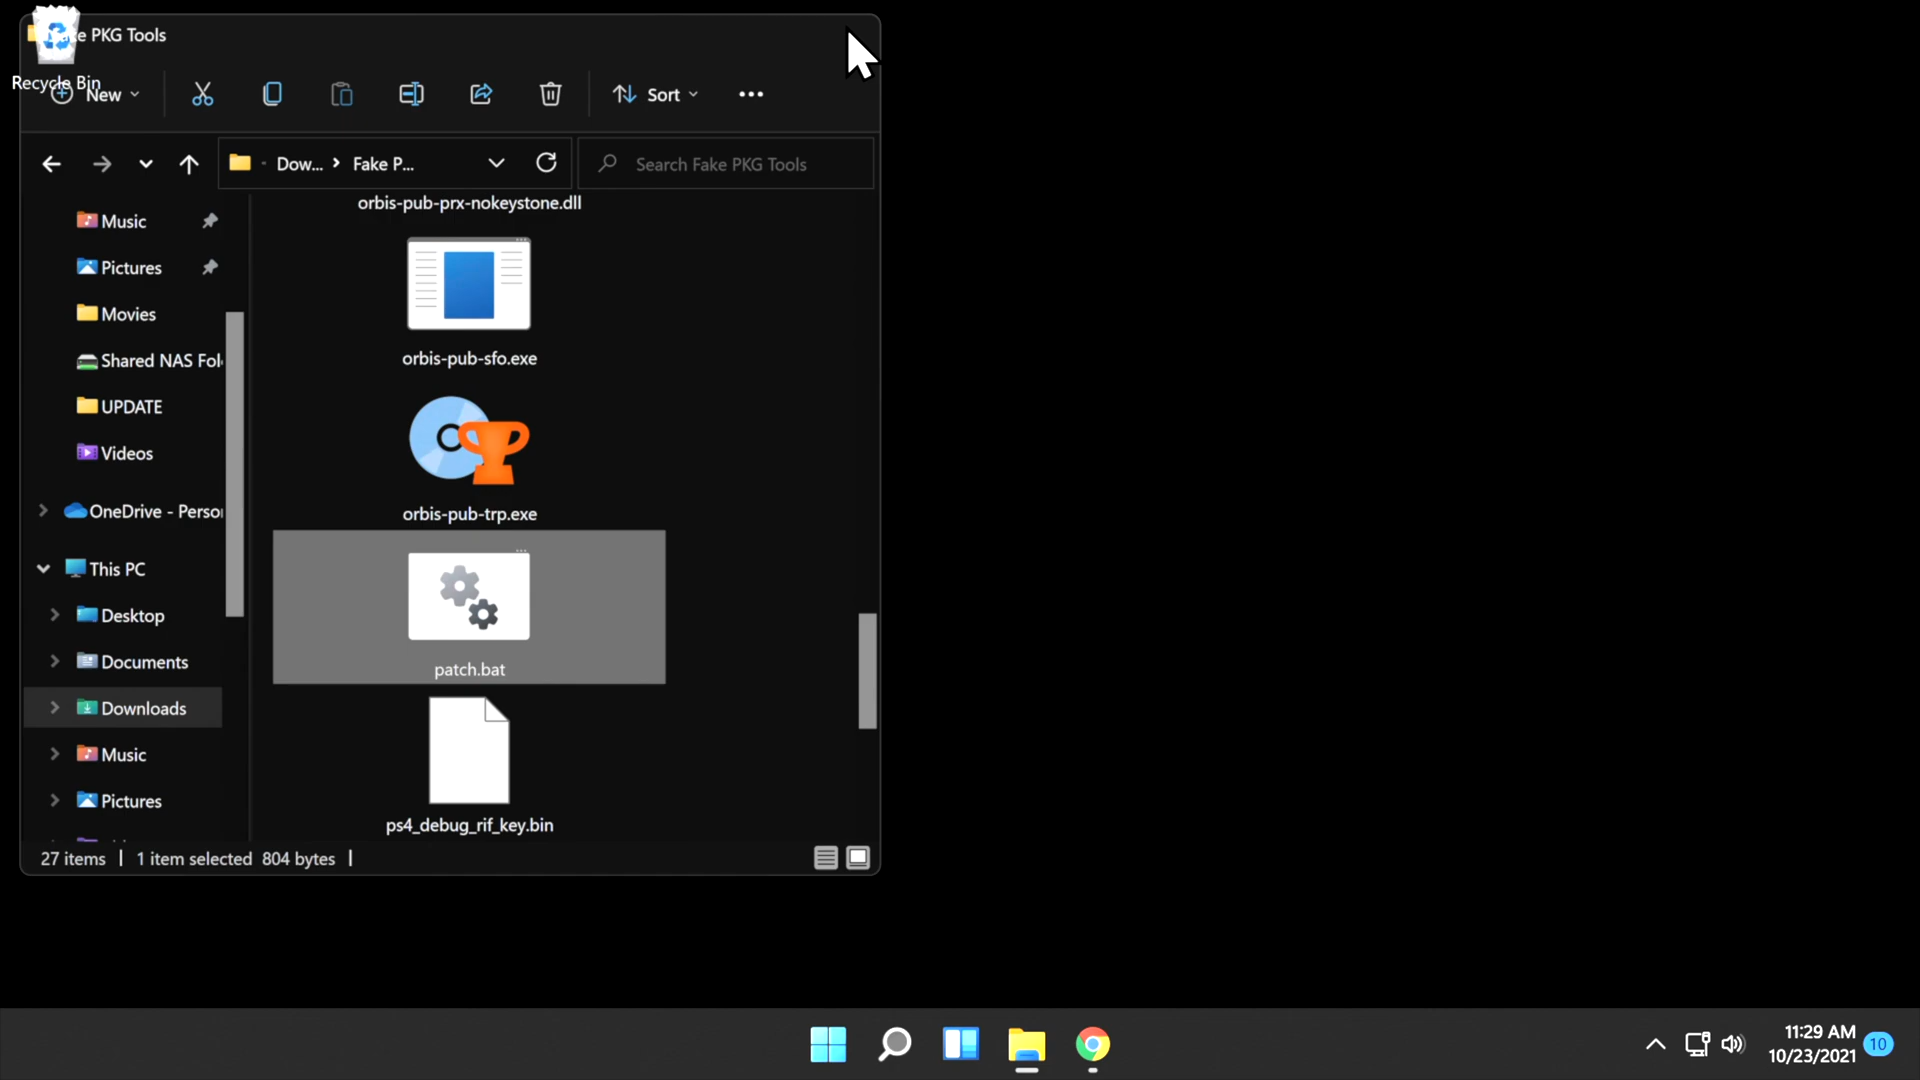 Fake PKG Tools
Recycle Bin
New
Sort
Dow...
Fake P...
Search Fake PKG Tools
orbis-pub-prx-nokeystone.dll
Music
Pictures
Movies
Shared NAS Fol
UPDATE
Videos
OneDrive - Perso
This PC
Desktop
Documents
Downloads
Music
Pictures
orbis-pub-sfo.exe
orbis-pub-trp.exe
patch.bat
ps4_debug_rif_key.bin
27 items | 1 item selected 804 bytes |
11:29 AM
10/23/2021
10